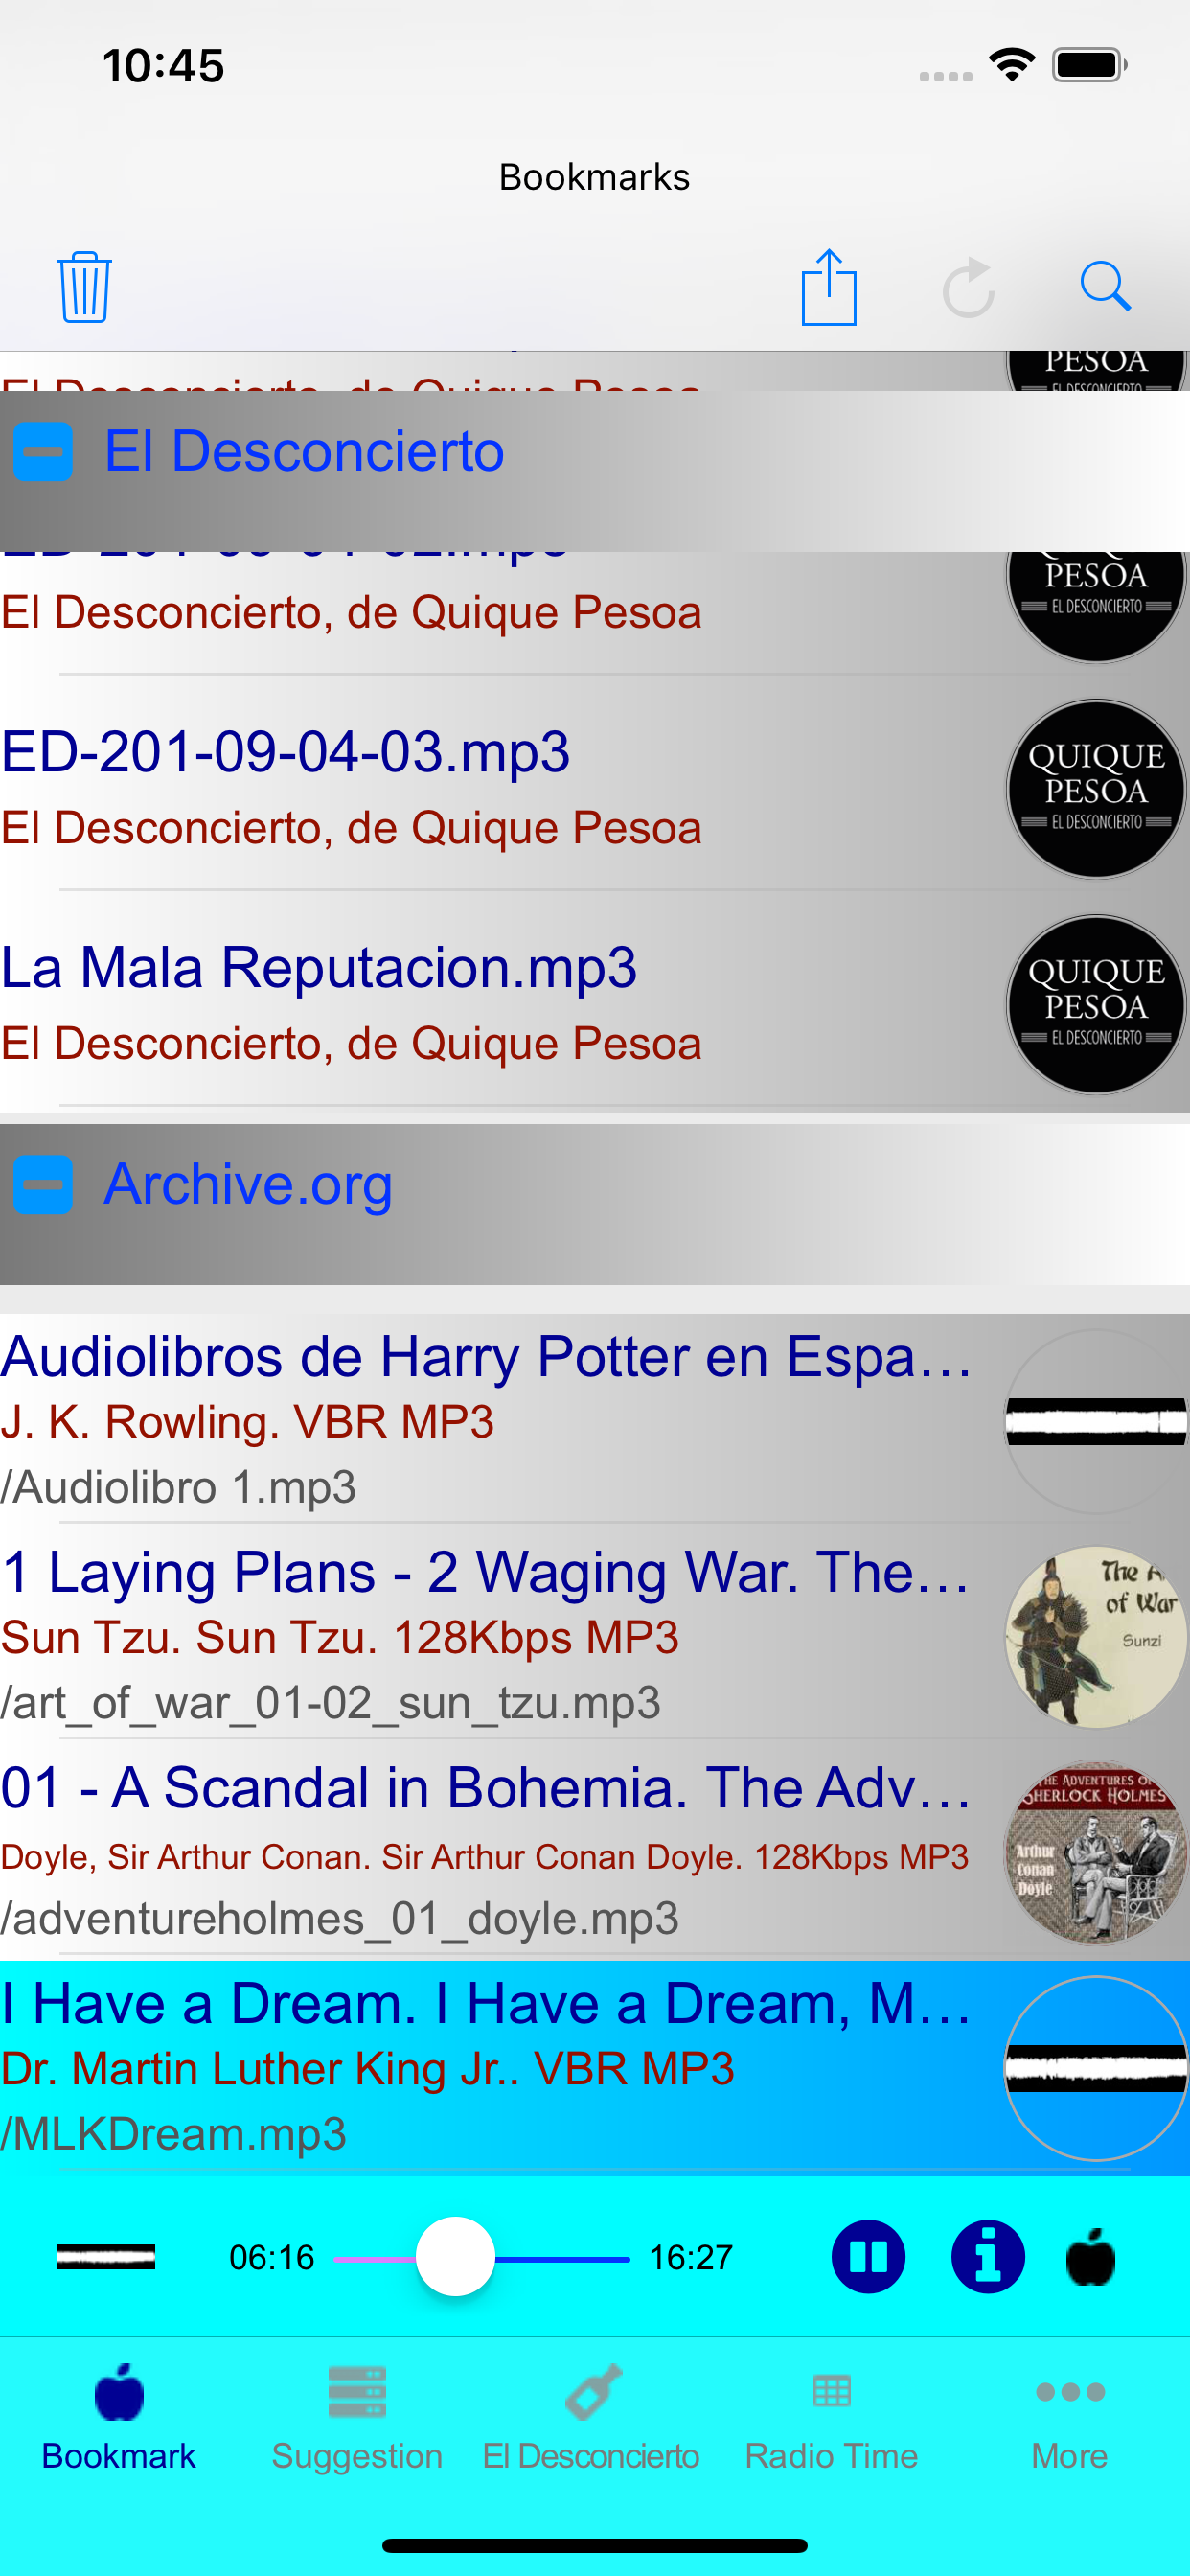 10:45
Bookmarks
El Desconcierto, de Quique Pesoa
PESOA
EL DESCONCIERTO
El Desconcierto
El Desconcierto, de Quique Pesoa
PESOA
EL DESCONCIERTO
ED-201-09-04-03.mp3
El Desconcierto, de Quique Pesoa
QUIQUE
PESOA
EL DESCONCIERTO
La Mala Reputacion.mp3
El Desconcierto, de Quique Pesoa
QUIQUE
PESOA
EL DESCONCIERTO
Archive.org
Audiolibros de Harry Potter en Espa…
J. K. Rowling. VBR MP3
/Audiolibro 1.mp3
1 Laying Plans - 2 Waging War. The…
Sun Tzu. Sun Tzu. 128Kbps MP3
/art_of_war_01-02_sun_tzu.mp3
The A
of War
Sunzi
01 - A Scandal in Bohemia. The Adv…
Doyle, Sir Arthur Conan. Sir Arthur Conan Doyle. 128Kbps MP3
/adventureholmes_01_doyle.mp3
THE ADVENTURES OF
SHERLOCK HOLMES
Arthur
Conan
Doyle
I Have a Dream. I Have a Dream, M…
Dr. Martin Luther King Jr.. VBR MP3
/MLKDream.mp3
06:16
16:27
Bookmark
Suggestion
El Desconcierto
Radio Time
More